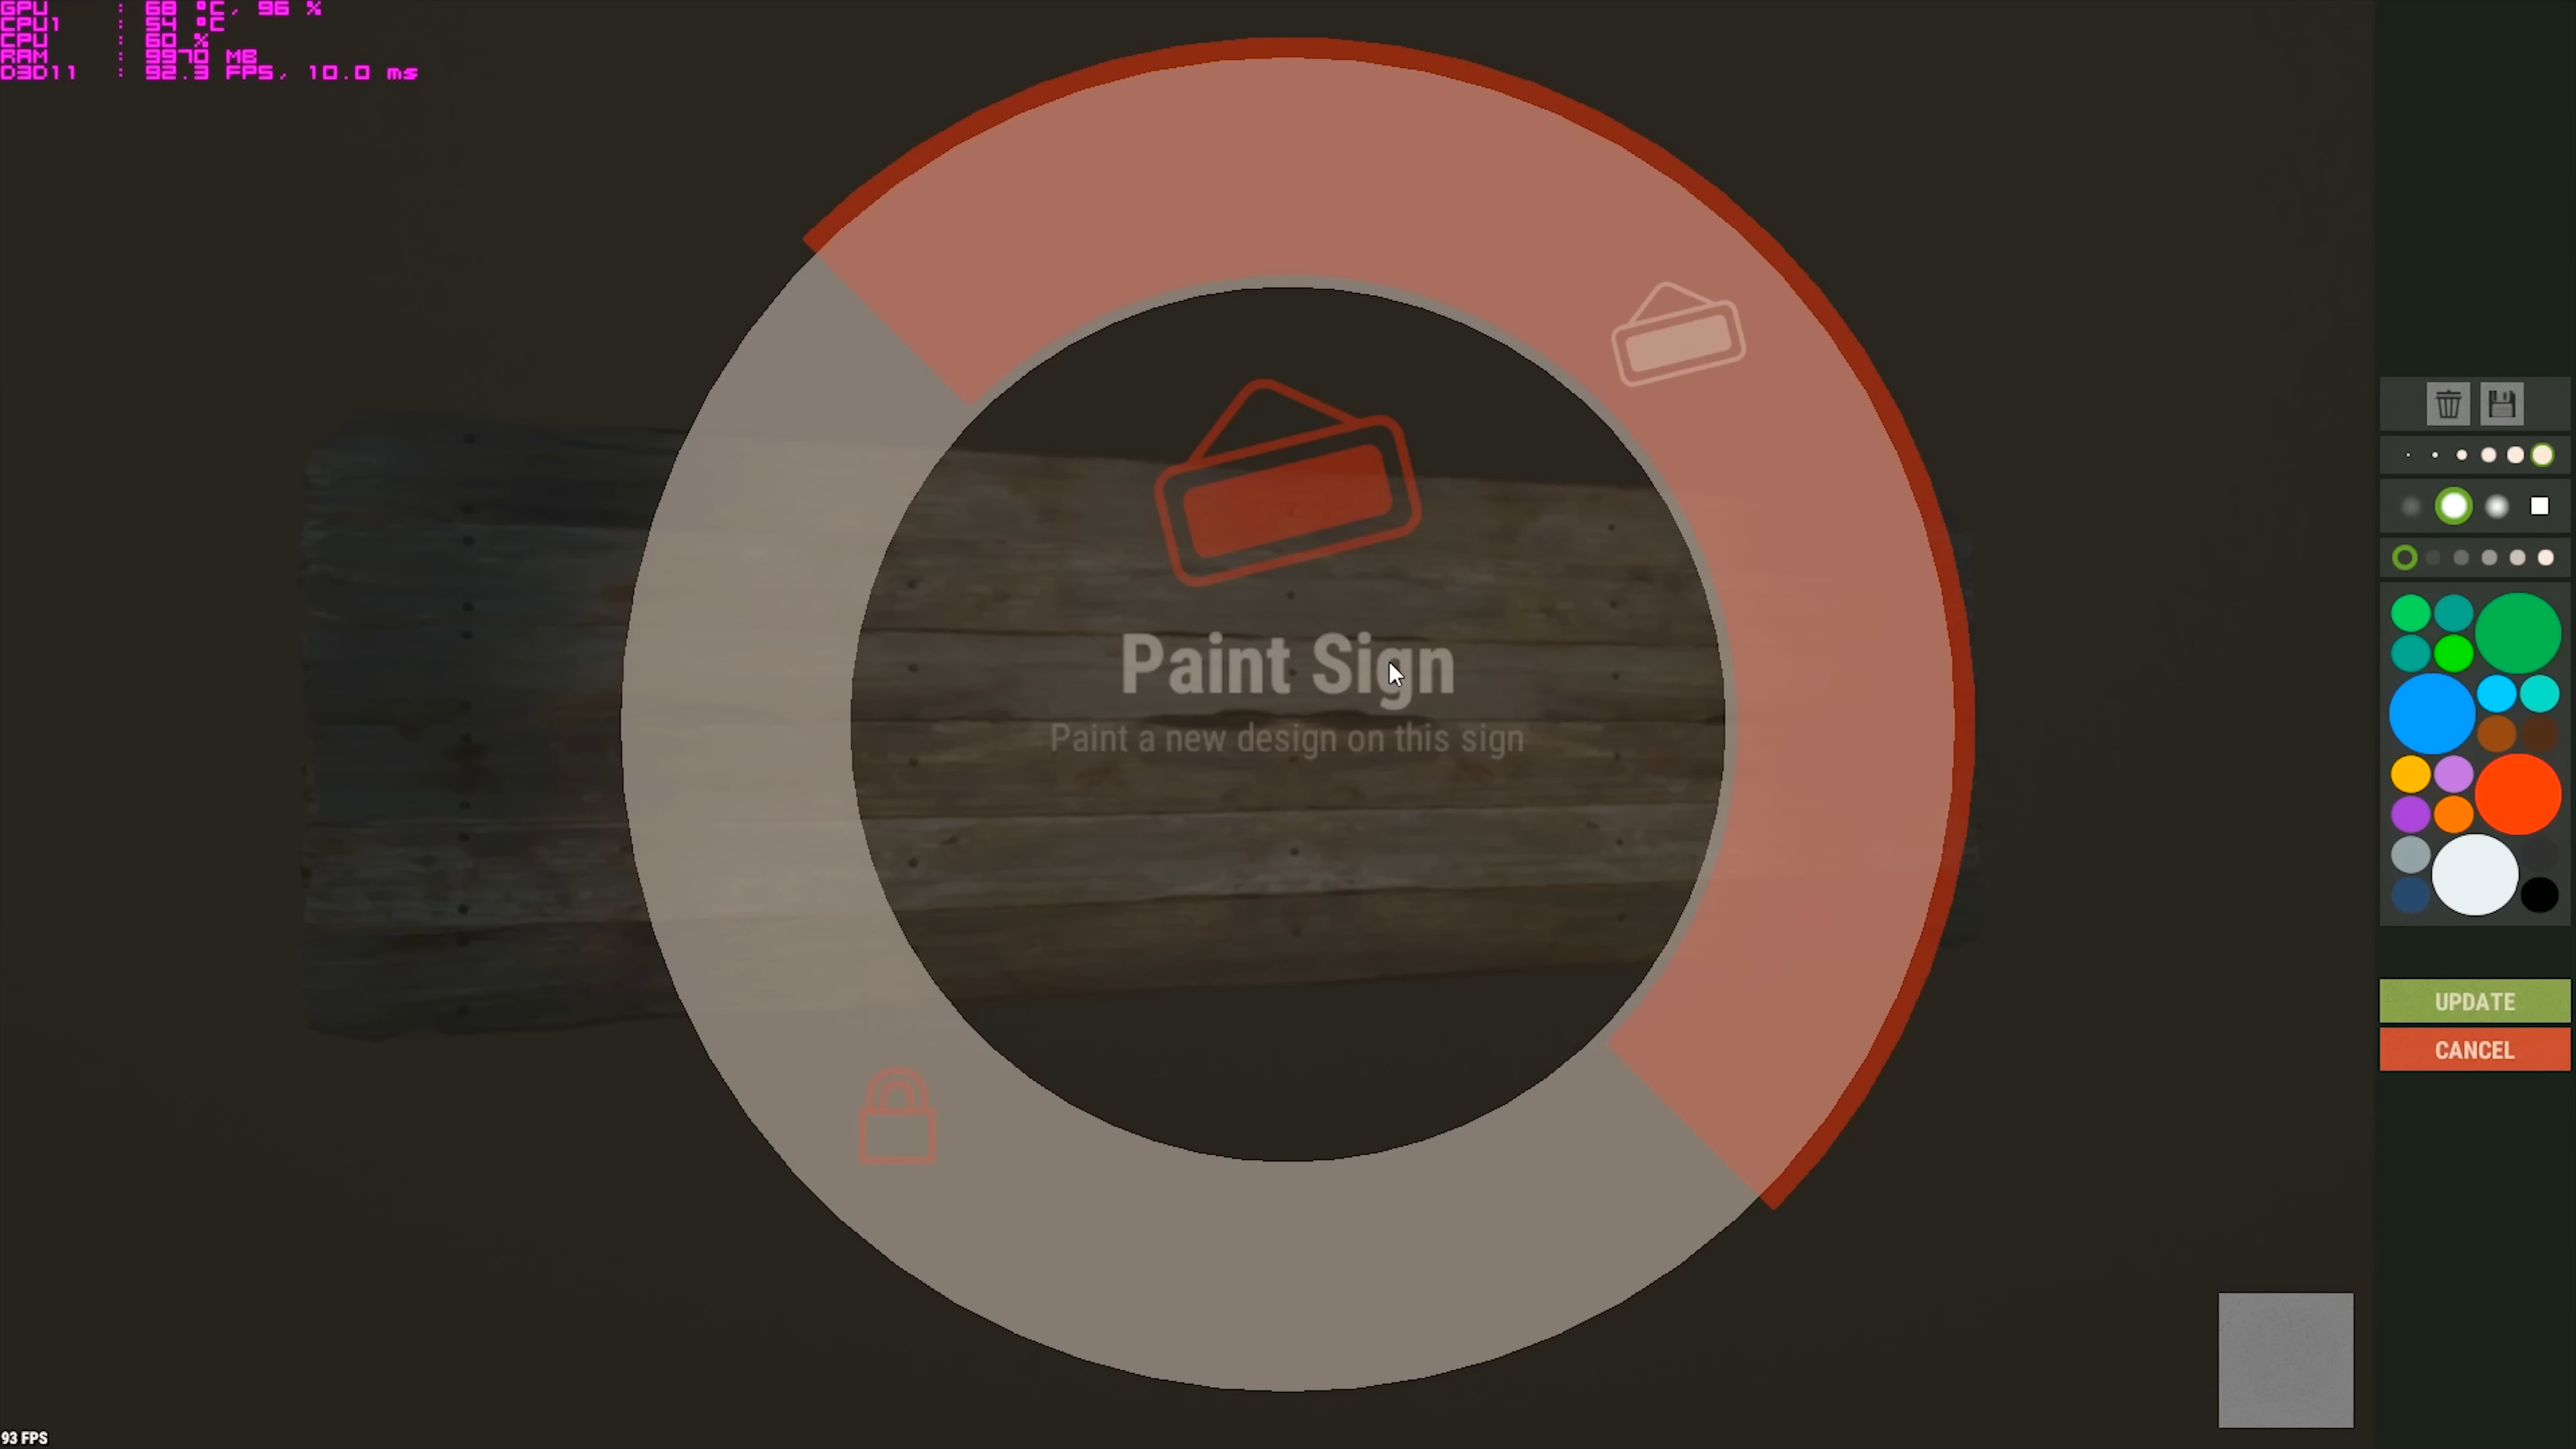 GPU : 68 °C, 96 %
CPU1 : 54 °C
CPU : 60 %
RAM : 9970 MB
D3D11 : 92.3 FPS, 10.0 ms
Paint Sign
Paint a new design on this sign
UPDATE
CANCEL
93 FPS